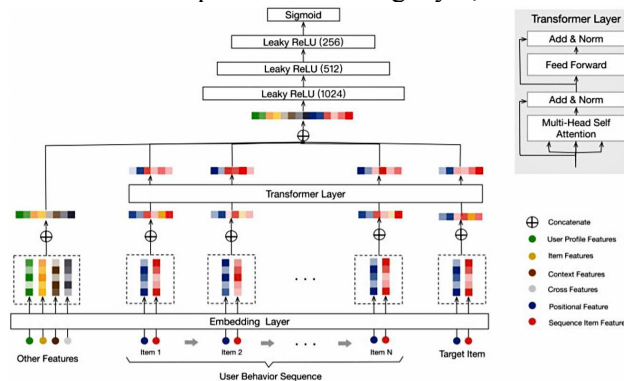 Sigmoid
Leaky ReLU (256)
Leaky ReLU (512)
Leaky ReLU (1024)
Transformer Layer
Embedding Layer
Other Features
Item 1
Item 2
. . .
Item N
Target Item
User Behavior Sequence
Transformer Layer
Add & Norm
Feed Forward
Add & Norm
Multi-Head Self
Attention
Concatenate
User Profile Features
Item Features
Context Features
Cross Features
Positional Feature
Sequence Item Feature